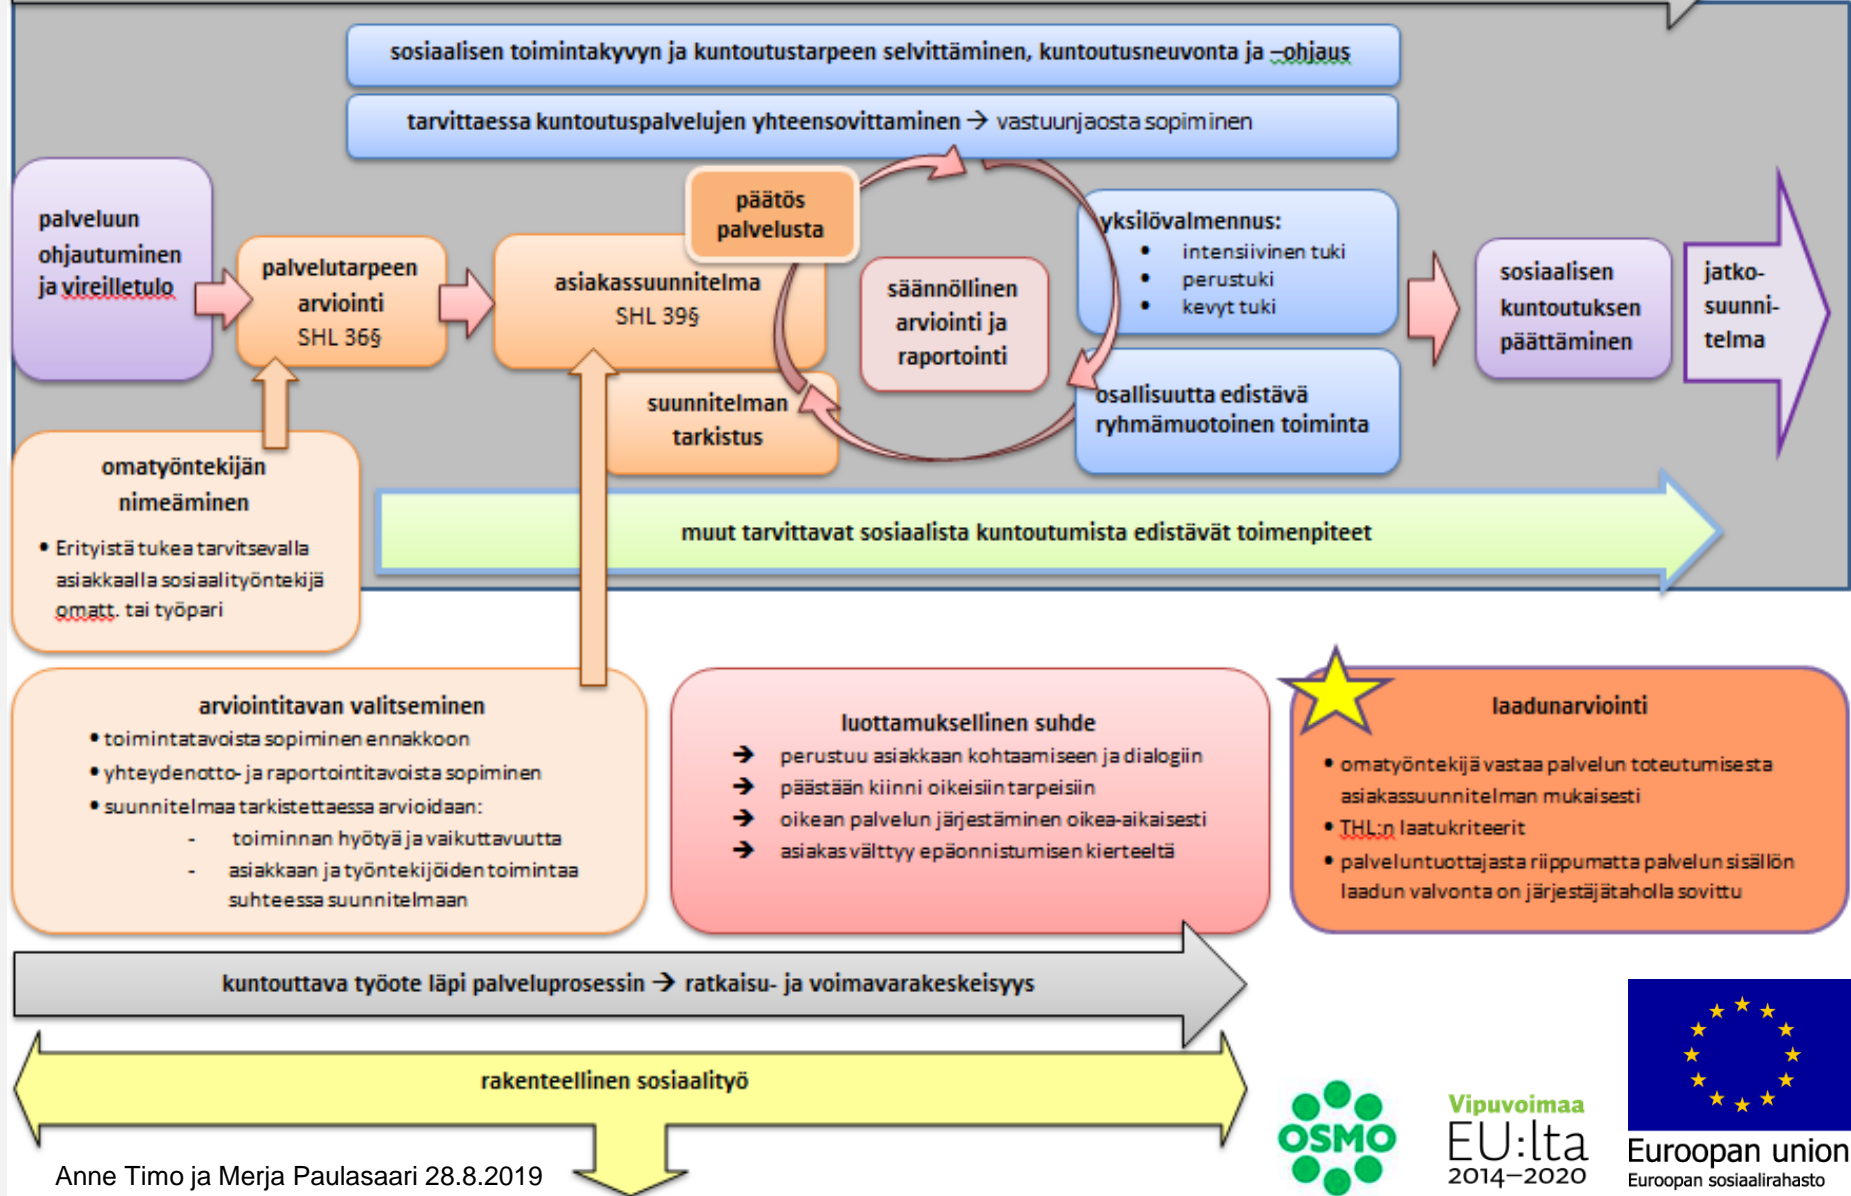 sosiaalisen toimintakyvyn ja kuntoutustarpeen selvittäminen, kuntoutusneuvonta ja –ohjaus
tarvittaessa kuntoutuspalvelujen yhteensovittaminen → vastuunjaosta sopiminen
palveluun
ohjautuminen
ja vireilletulo
palvelutarpeen
arviointi
SHL 36§
päätös
palvelusta
asiakassuunnitelma
SHL 39§
suunnitelman
tarkistus
säännöllinen
arviointi ja
raportointi
yksilövalmennus:
• intensiivinen tuki
• perustuki
• kevyt tuki
osallisuutta edistävä
ryhmämuotoinen toiminta
sosiaalisen
kuntoutuksen
päättäminen
jatko-
suunni-
telma
omatyöntekijän
nimeäminen
• Erityistä tukea tarvitsevalla
asiakkaalla sosiaalityöntekijä
omatt. tai työpari
muut tarvittavat sosiaalista kuntoutumista edistävät toimenpiteet
arviointitavan valitseminen
• toimintatavoista sopiminen ennakkoon
• yhteydenotto- ja raportointitavoista sopiminen
• suunnitelmaa tarkistettaessa arvioidaan:
- toiminnan hyötyä ja vaikuttavuutta
- asiakkaan ja työntekijöiden toimintaa
suhteessa suunnitelmaan
luottamuksellinen suhde
➔ perustuu asiakkaan kohtaamiseen ja dialogiin
➔ päästään kiinni oikeisiin tarpeisiin
➔ oikean palvelun järjestäminen oikea-aikaisesti
➔ asiakas välttyy epäonnistumisen kierteeltä
laadunarviointi
• omatyöntekijä vastaa palvelun toteutumisesta
asiakassuunnitelman mukaisesti
• THL:n laatukriteerit
• palveluntuottajasta riippumatta palvelun sisällön
laadun valvonta on järjestäjätaholla sovittu
kuntouttava työote läpi palveluprosessin → ratkaisu- ja voimavarakeskeisyys
rakenteellinen sosiaalityö
Anne Timo ja Merja Paulasaari 28.8.2019
OSMO
Vipuvoimaa
EU:lta
2014–2020
Euroopan unioni
Euroopan sosiaalirahasto